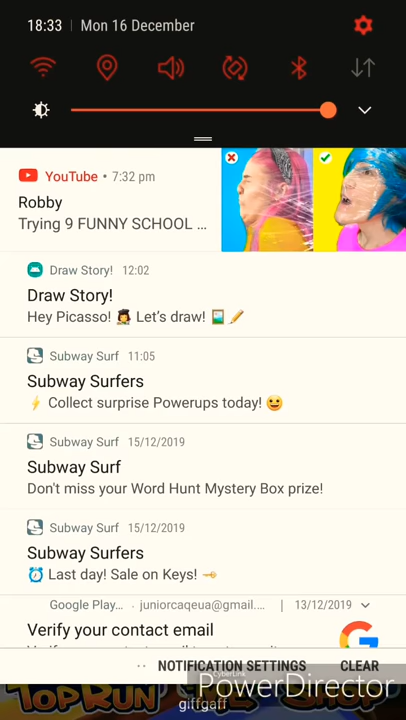 18:33 | Mon 16 December
YouTube • 7:32 pm
Robby
Trying 9 FUNNY SCHOOL ...
Draw Story! 12:02
Draw Story!
Hey Picasso! 👩‍🎨 Let's draw! 🖼️ ✏️
Subway Surf 11:05
Subway Surfers
⚡ Collect surprise Powerups today! 😉
Subway Surf 15/12/2019
Subway Surf
Don't miss your Word Hunt Mystery Box prize!
Subway Surf 15/12/2019
Subway Surfers
⏰ Last day! Sale on Keys! 🗝️
Google Play... · juniorcaqeua@gmail.... | 13/12/2019
Verify your contact email
NOTIFICATION SETTINGS CLEAR
CyberLink
PowerDirector
TOP RUN
giffgaff